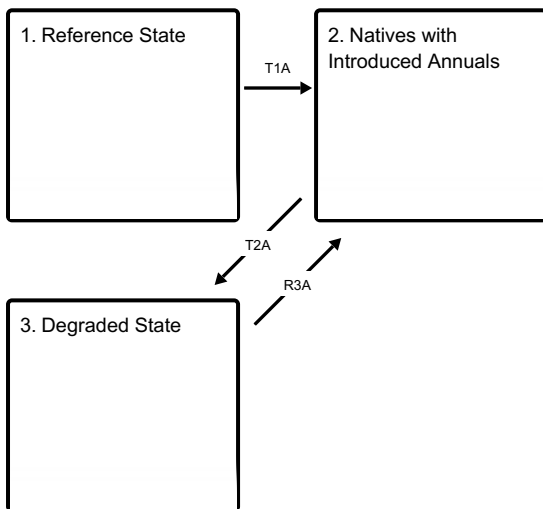 1. Reference State
T1A
2. Natives with
Introduced Annuals
T2A
R3A
3. Degraded State